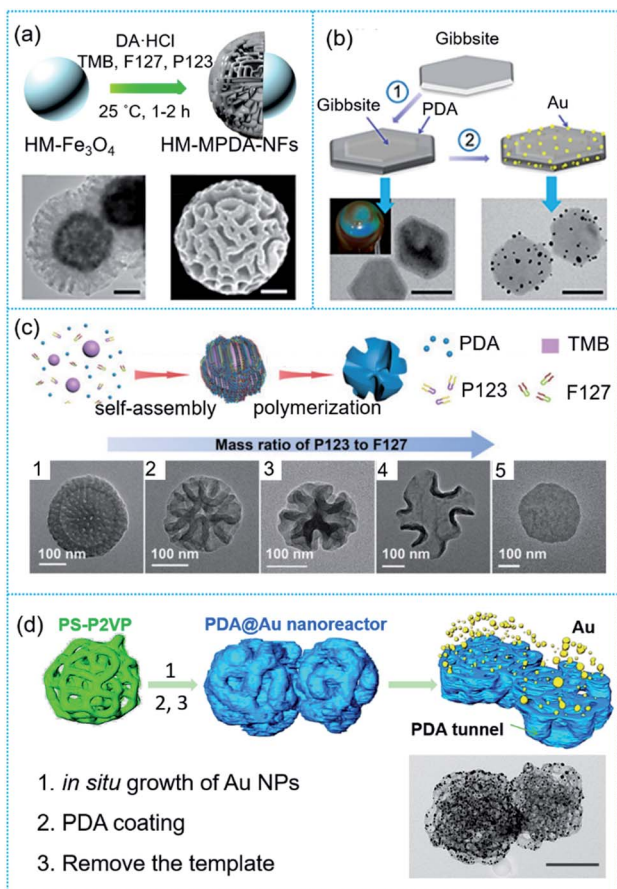 (a)
DA·HCl
TMB, F127, P123
25 °C, 1-2 h
HM-Fe₃O₄
HM-MPDA-NFs
(b)
Gibbsite
1
Gibbsite
PDA
Au
2
(c)
self-assembly
polymerization
PDA
TMB
P123
F127
Mass ratio of P123 to F127
1
2
3
4
5
100 nm
100 nm
100 nm
100 nm
100 nm
(d)
PS-P2VP
PDA@Au nanoreactor
Au
1
2, 3
PDA tunnel
1. in situ growth of Au NPs
2. PDA coating
3. Remove the template